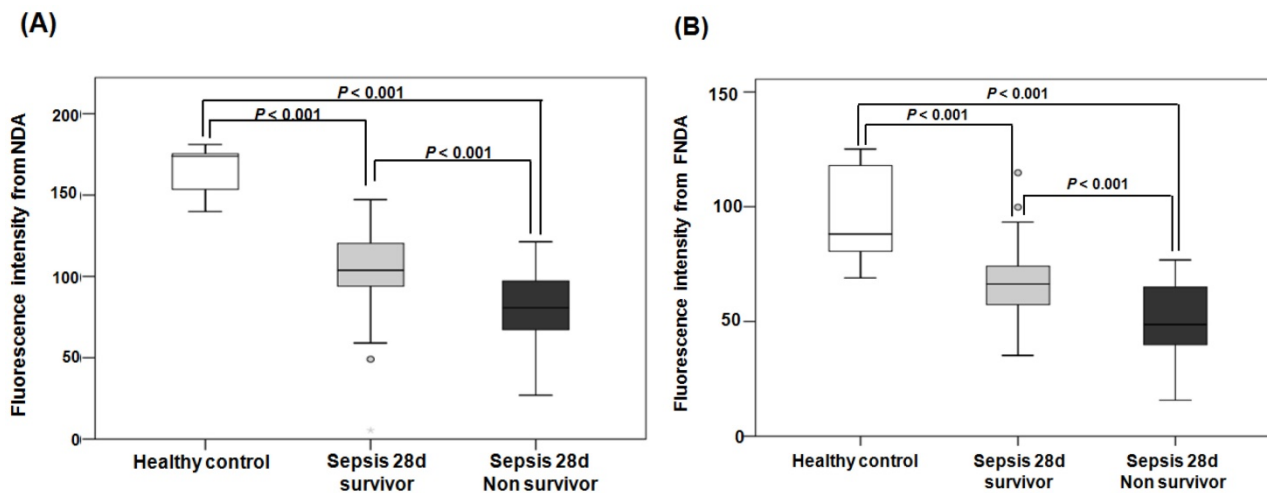 (A)
Fluorescence intensity from NDA
200
150
100
50
0
P < 0.001
P < 0.001
P < 0.001
Healthy control
Sepsis 28d
survivor
Sepsis 28d
Non survivor
(B)
Fluorescence intensity from FNDA
150
100
50
0
P < 0.001
P < 0.001
P < 0.001
Healthy control
Sepsis 28d
survivor
Sepsis 28d
Non survivor